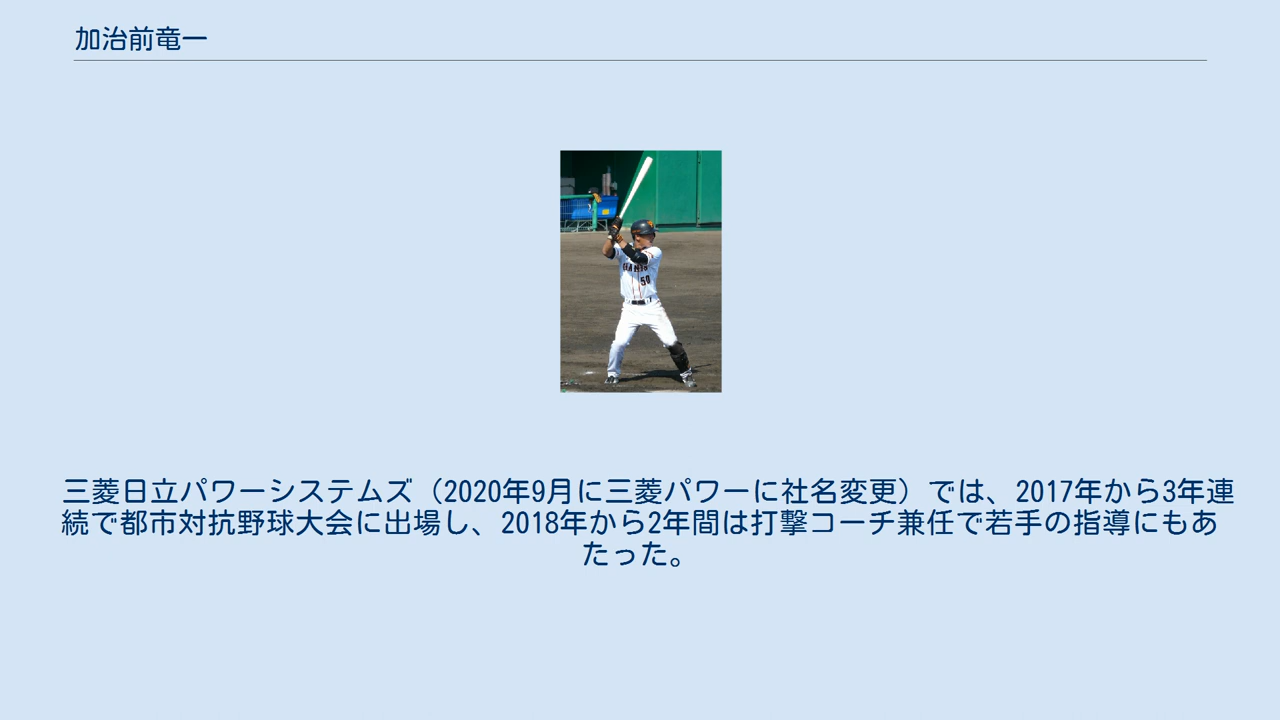 加治前竜一
50
三菱日立パワーシステムズ（2020年9月に三菱パワーに社名変更）では、2017年から3年連
続で都市対抗野球大会に出場し、2018年から2年間は打撃コーチ兼任で若手の指導にもあ
たった。